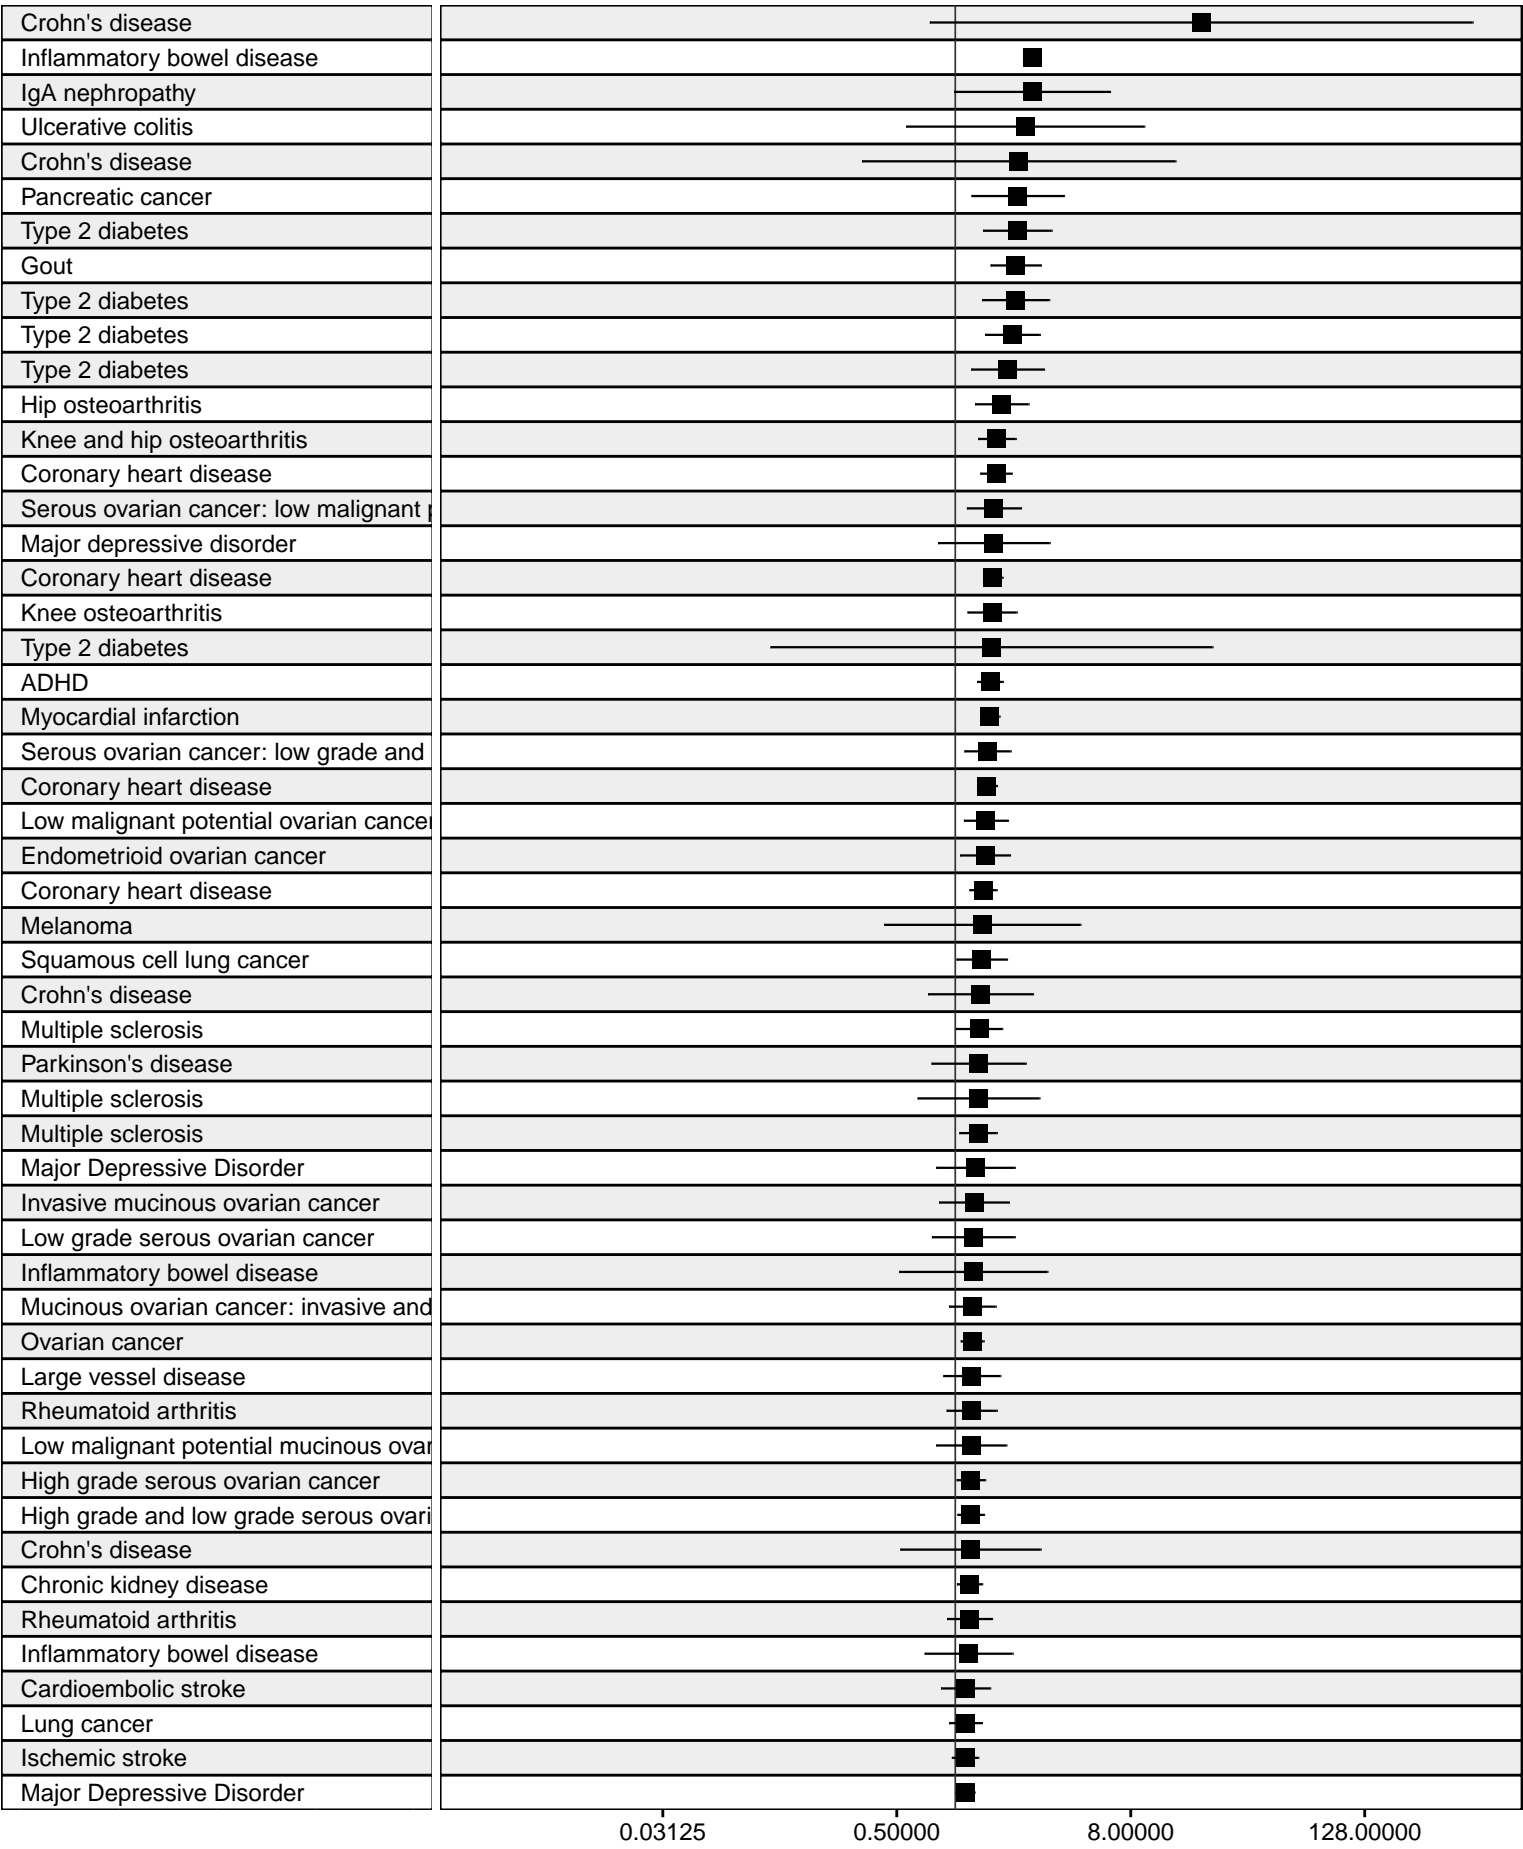 Crohn's disease
Inflammatory bowel disease
IgA nephropathy
Ulcerative colitis
Crohn's disease
Pancreatic cancer
Type 2 diabetes
Gout
Type 2 diabetes
Type 2 diabetes
Type 2 diabetes
Hip osteoarthritis
Knee and hip osteoarthritis
Coronary heart disease
Serous ovarian cancer: low malignant
Major depressive disorder
Coronary heart disease
Knee osteoarthritis
Type 2 diabetes
ADHD
Myocardial infarction
Serous ovarian cancer: low grade and
Coronary heart disease
Low malignant potential ovarian cancer
Endometrioid ovarian cancer
Coronary heart disease
Melanoma
Squamous cell lung cancer
Crohn's disease
Multiple sclerosis
Parkinson's disease
Multiple sclerosis
Multiple sclerosis
Major Depressive Disorder
Invasive mucinous ovarian cancer
Low grade serous ovarian cancer
Inflammatory bowel disease
Mucinous ovarian cancer: invasive and
Ovarian cancer
Large vessel disease
Rheumatoid arthritis
Low malignant potential mucinous ovar
High grade serous ovarian cancer
High grade and low grade serous ovari
Crohn's disease
Chronic kidney disease
Rheumatoid arthritis
Inflammatory bowel disease
Cardioembolic stroke
Lung cancer
Ischemic stroke
Major Depressive Disorder
0.03125 0.50000 8.00000 128.00000